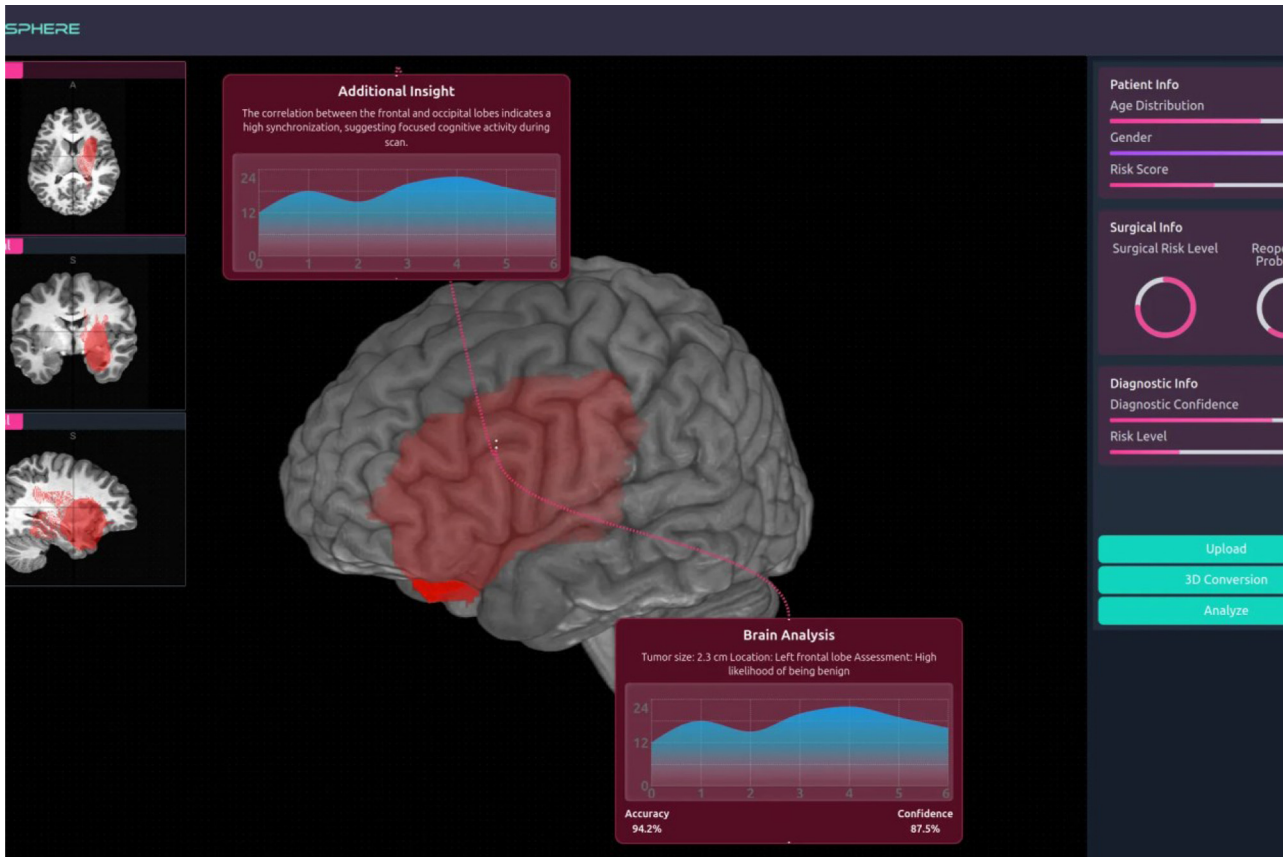 SPHERE
A
S
S
Additional Insight
The correlation between the frontal and occipital lobes indicates a
high synchronization, suggesting focused cognitive activity during
scan.
24
12
0
0 1 2 3 4 5 6
Brain Analysis
Tumor size: 2.3 cm Location: Left frontal lobe Assessment: High
likelihood of being benign
24
12
0
0 1 2 3 4 5 6
Accuracy Confidence
94.2% 87.5%
Patient Info
Age Distribution
Gender
Risk Score
Surgical Info
Surgical Risk Level
Diagnostic Info
Diagnostic Confidence
Risk Level
Upload
3D Conversion
Analyze